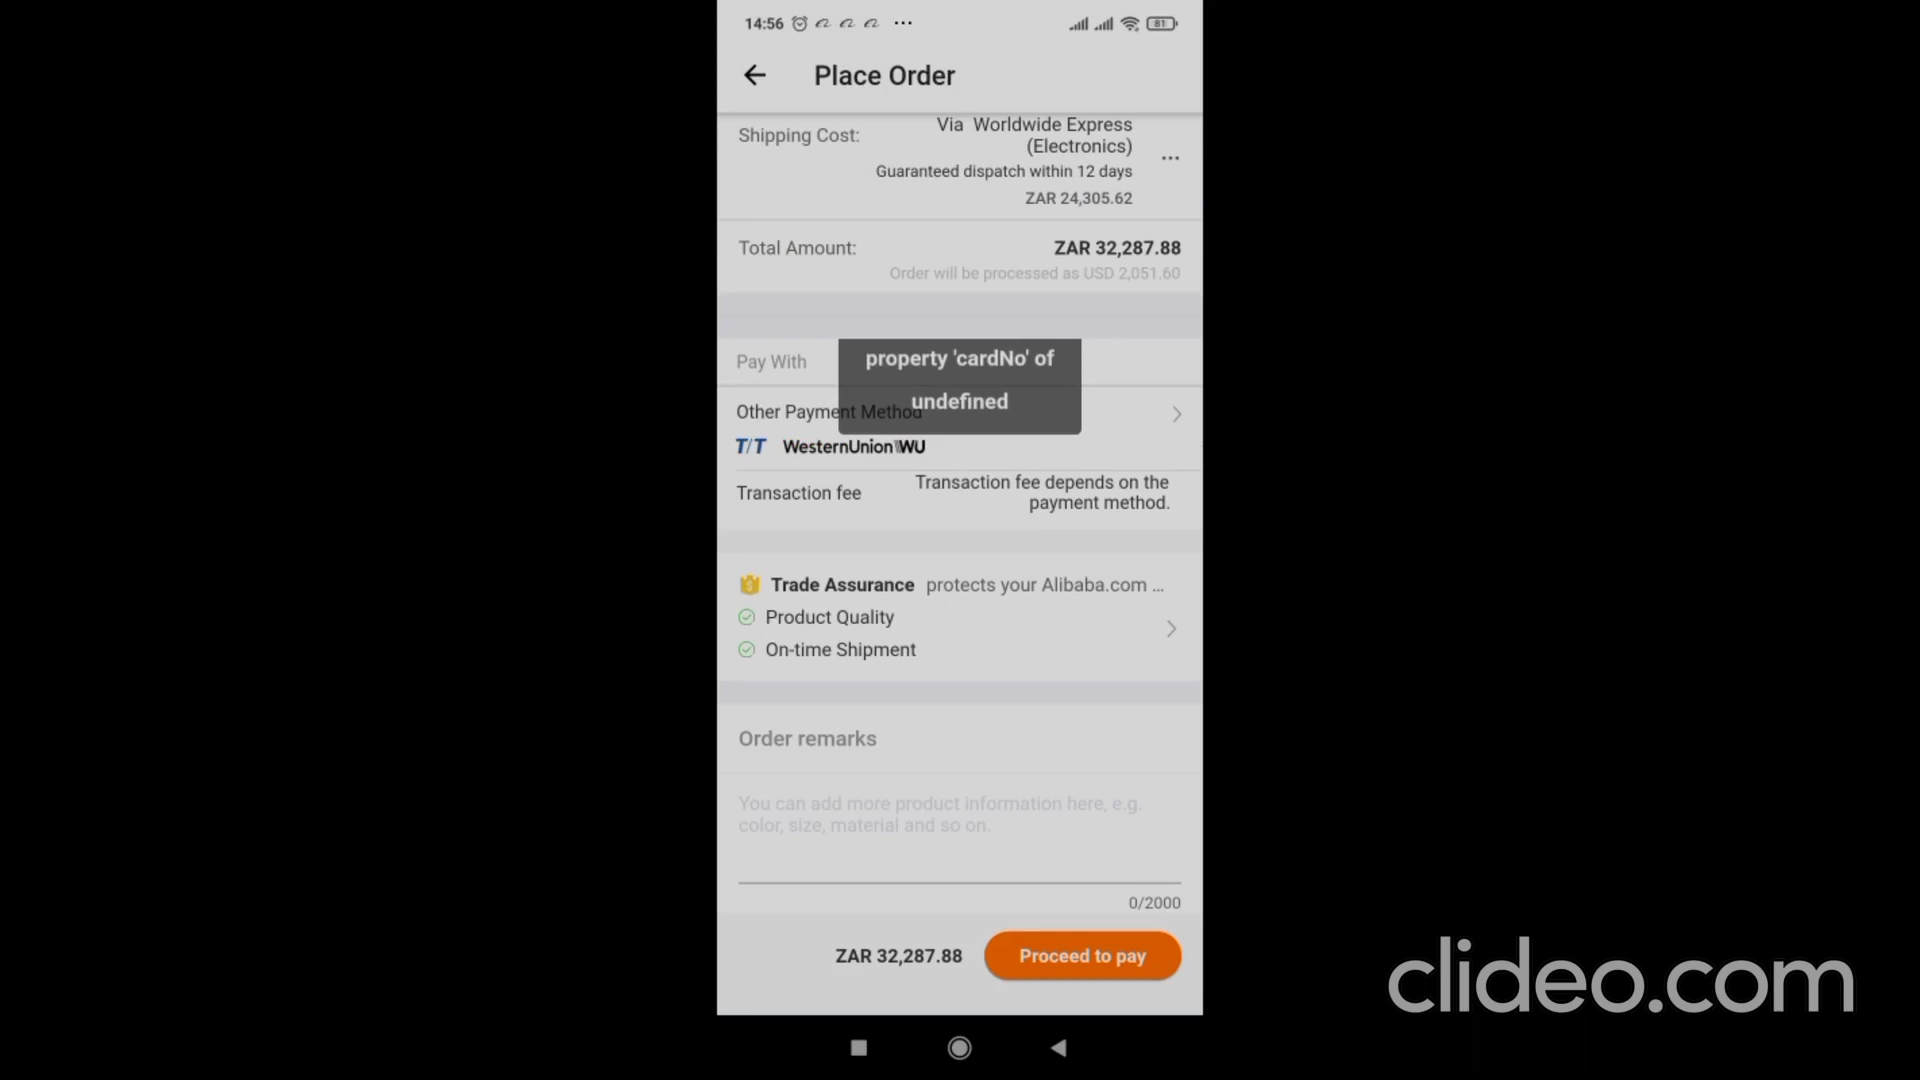 14:56
81
Place Order
Shipping Cost:
Via Worldwide Express
(Electronics)
...
Guaranteed dispatch within 12 days
ZAR 24,305.62
Total Amount:
ZAR 32,287.88
Order will be processed as USD 2,051.60
Pay With
property 'cardNo' of
undefined
Other Payment Method
T/T WesternUnion WU
Transaction fee
Transaction fee depends on the
payment method.
Trade Assurance protects your Alibaba.com ...
Product Quality
On-time Shipment
Order remarks
You can add more product information here, e.g.
color, size, material and so on.
0/2000
ZAR 32,287.88
Proceed to pay
clideo.com